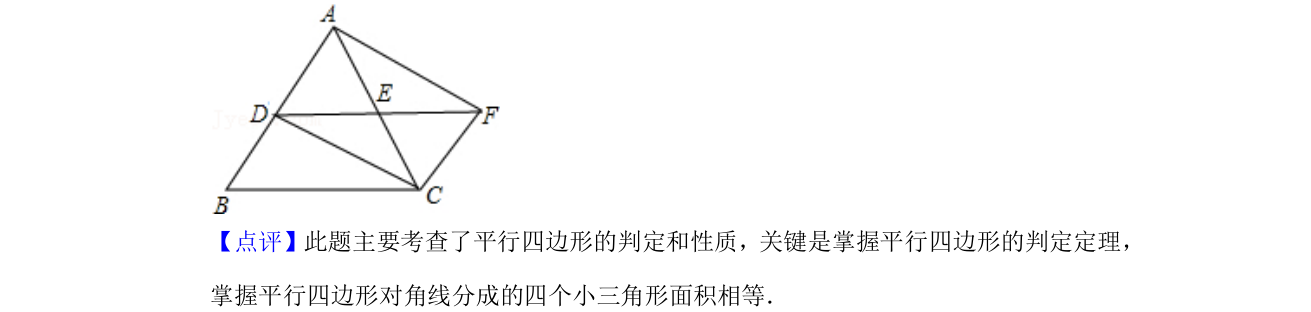 A
E
D
F
B
C
【点评】此题主要考查了平行四边形的判定和性质，关键是掌握平行四边形的判定定理，
掌握平行四边形对角线分成的四个小三角形面积相等．